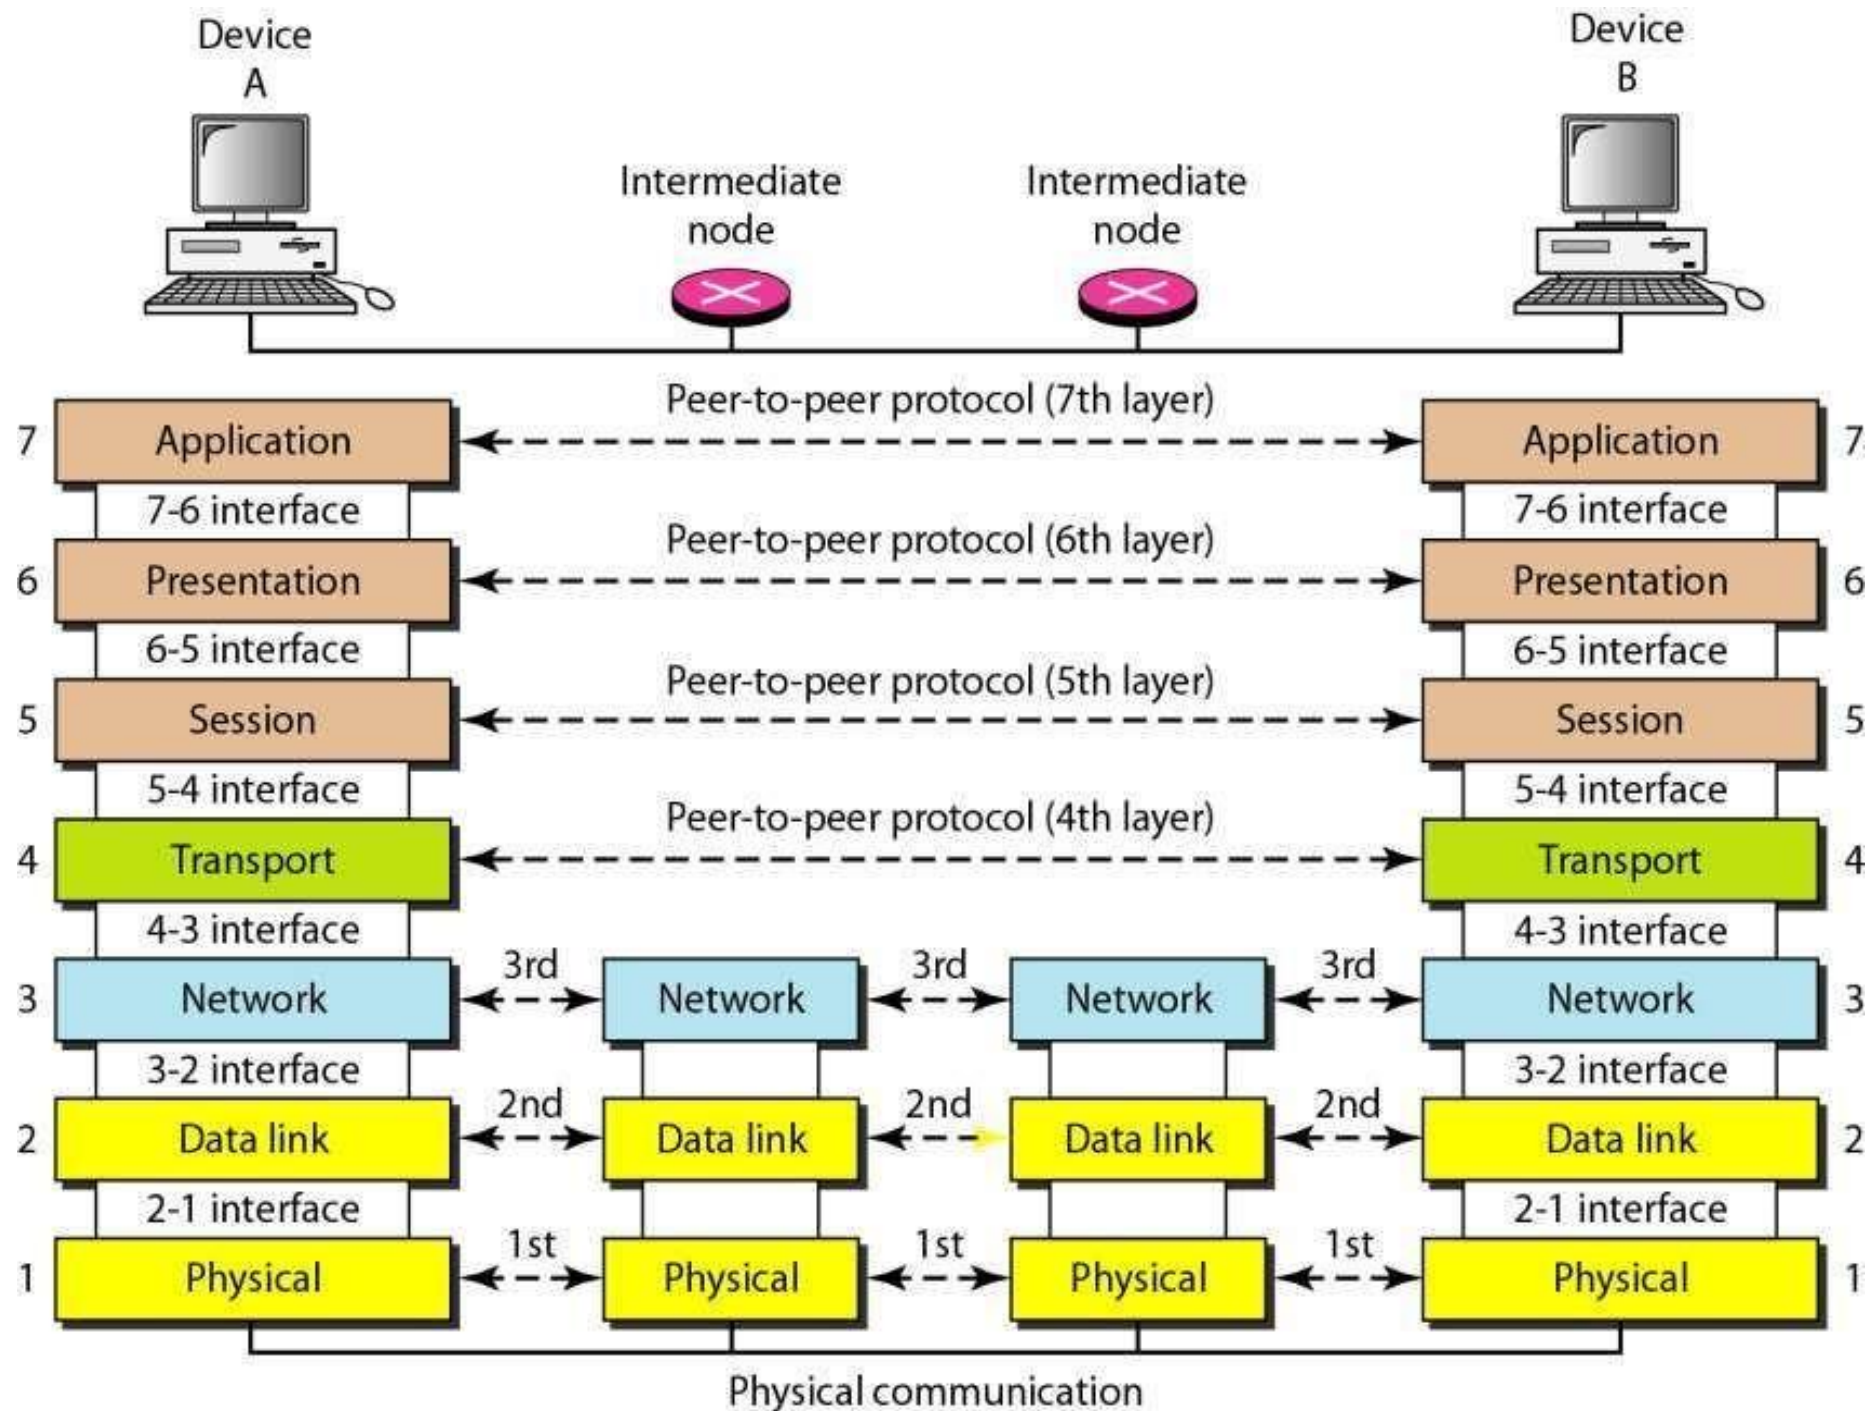 Device
A
Device
B
Intermediate
node
Intermediate
node
Peer-to-peer protocol (7th layer)
7 Application Application 7
7-6 interface 7-6 interface
Peer-to-peer protocol (6th layer)
6 Presentation Presentation 6
6-5 interface 6-5 interface
Peer-to-peer protocol (5th layer)
5 Session Session 5
5-4 interface 5-4 interface
Peer-to-peer protocol (4th layer)
4 Transport Transport 4
4-3 interface 4-3 interface
3rd 3rd 3rd
3 Network Network Network Network 3
3-2 interface 3-2 interface
2nd 2nd 2nd
2 Data link Data link Data link Data link 2
2-1 interface 2-1 interface
1st 1st 1st
1 Physical Physical Physical Physical 1
Physical communication